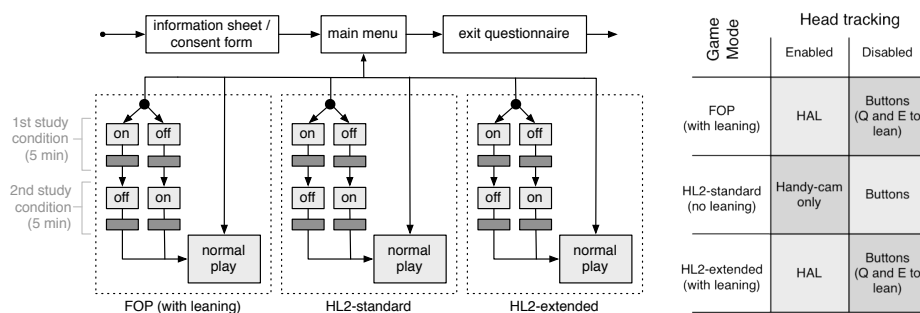 information sheet /
consent form
main menu
exit questionnaire
1st study
condition
(5 min)
2nd study
condition
(5 min)
on
off
off
on
normal
play
FOP (with leaning)
on
off
off
on
normal
play
HL2-standard
on
off
off
on
normal
play
HL2-extended
Game
Mode
Head tracking
Enabled
Disabled
FOP
(with leaning)
HAL
Buttons
(Q and E to
lean)
HL2-standard
(no leaning)
Handy-cam
only
Buttons
HL2-extended
(with leaning)
HAL
Buttons
(Q and E to
lean)